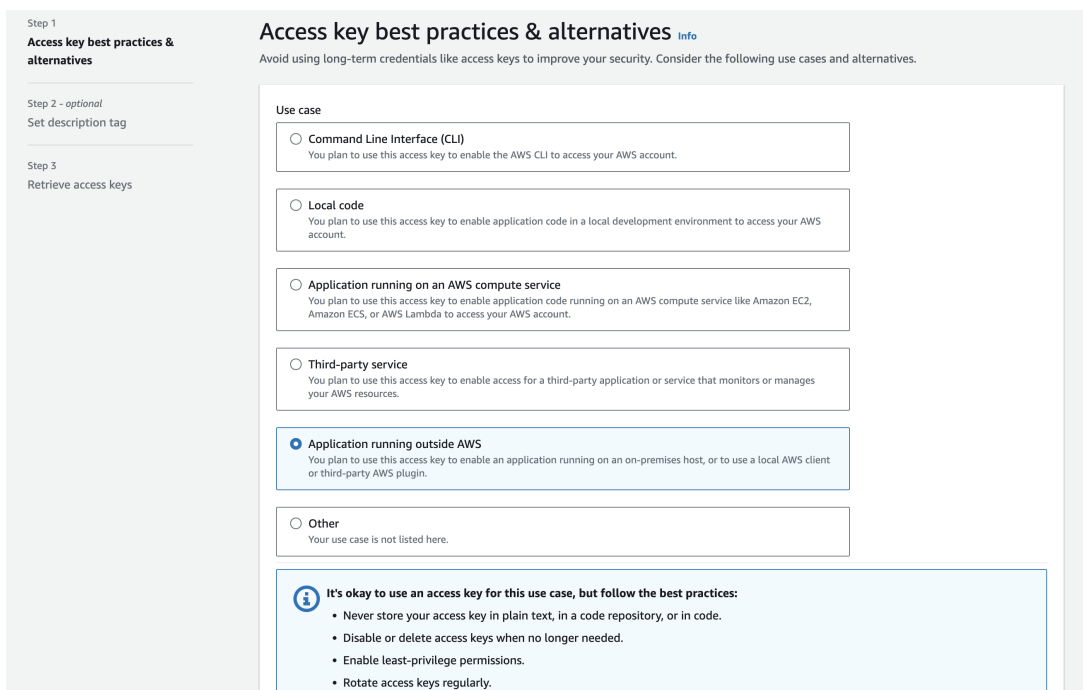 Step 1
Access key best practices &
alternatives
Step 2 - optional
Set description tag
Step 3
Retrieve access keys
Access key best practices & alternatives Info
Avoid using long-term credentials like access keys to improve your security. Consider the following use cases and alternatives.
Use case
Command Line Interface (CLI)
You plan to use this access key to enable the AWS CLI to access your AWS account.
Local code
You plan to use this access key to enable application code in a local development environment to access your AWS
account.
Application running on an AWS compute service
You plan to use this access key to enable application code running on an AWS compute service like Amazon EC2,
Amazon ECS, or AWS Lambda to access your AWS account.
Third-party service
You plan to use this access key to enable access for a third-party application or service that monitors or manages
your AWS resources.
Application running outside AWS
You plan to use this access key to enable an application running on an on-premises host, or to use a local AWS client
or third-party AWS plugin.
Other
Your use case is not listed here.
It's okay to use an access key for this use case, but follow the best practices:
• Never store your access key in plain text, in a code repository, or in code.
• Disable or delete access keys when no longer needed.
• Enable least-privilege permissions.
• Rotate access keys regularly.